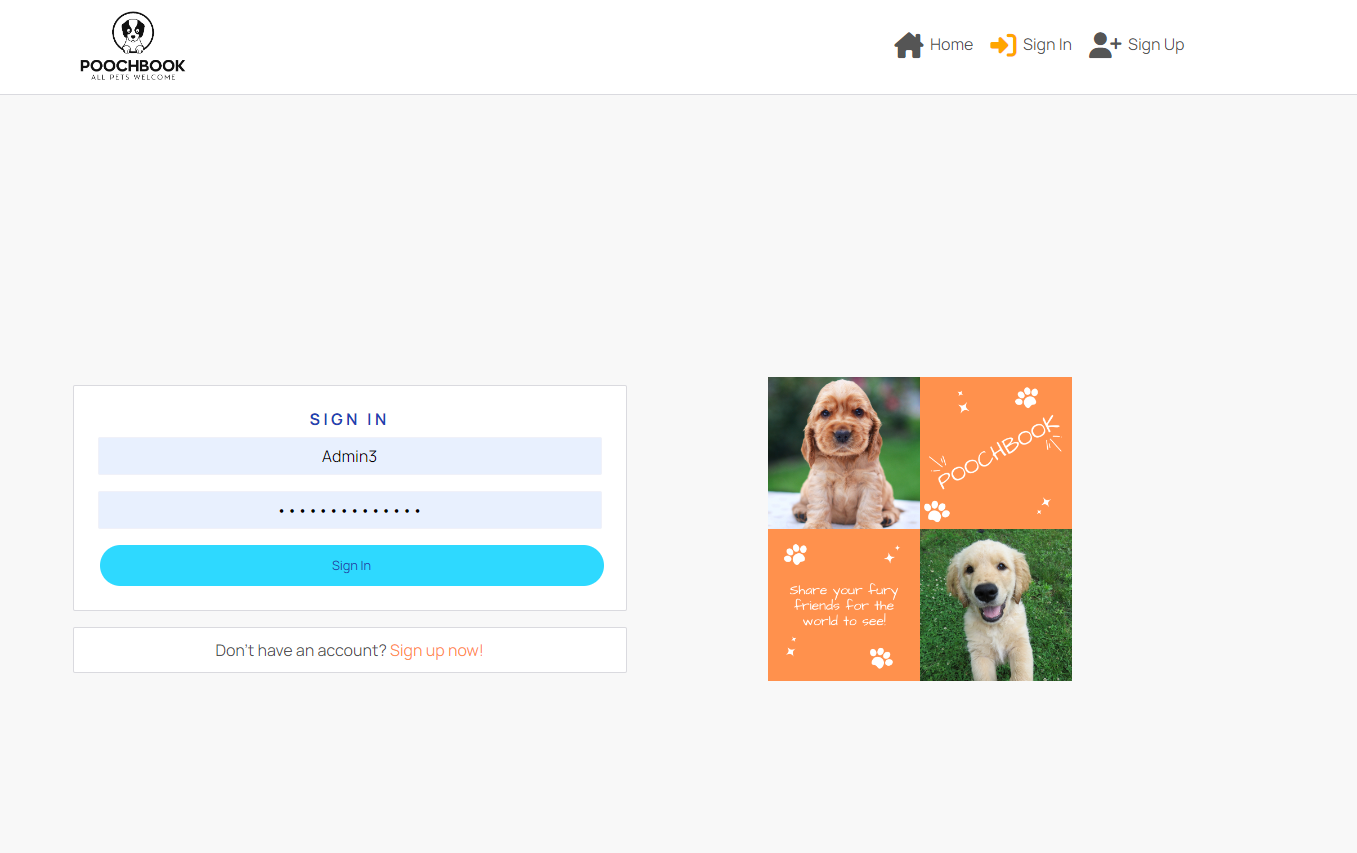 POOCHBOOK
ALL PETS WELCOME
Home
Sign In
Sign Up
SIGN IN
Admin3
••••••••••••••
Sign In
Don't have an account? Sign up now!
POOCHBOOK
Share your fury
friends for the
world to see!